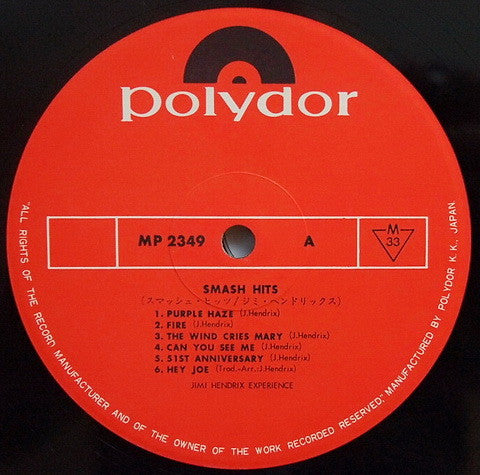 polydor
MP 2349 A M 33
SMASH HITS
(スマッシュ・ヒッツ/ジミ・ヘンドリックス)
1. PURPLE HAZE (J.Hendrix)
2. FIRE (J.Hendrix)
3. THE WIND CRIES MARY (J.Hendrix)
4. CAN YOU SEE ME (J.Hendrix)
5. 51ST ANNIVERSARY (J.Hendrix)
6. HEY JOE (Trad.-Arr.:J.Hendrix)
JIMI HENDRIX EXPERIENCE
"ALL RIGHTS OF THE RECORD MANUFACTURER AND OF THE OWNER OF THE WORK RECORDED RESERVED." MANUFACTURED BY POLYDOR K.K., JAPAN.